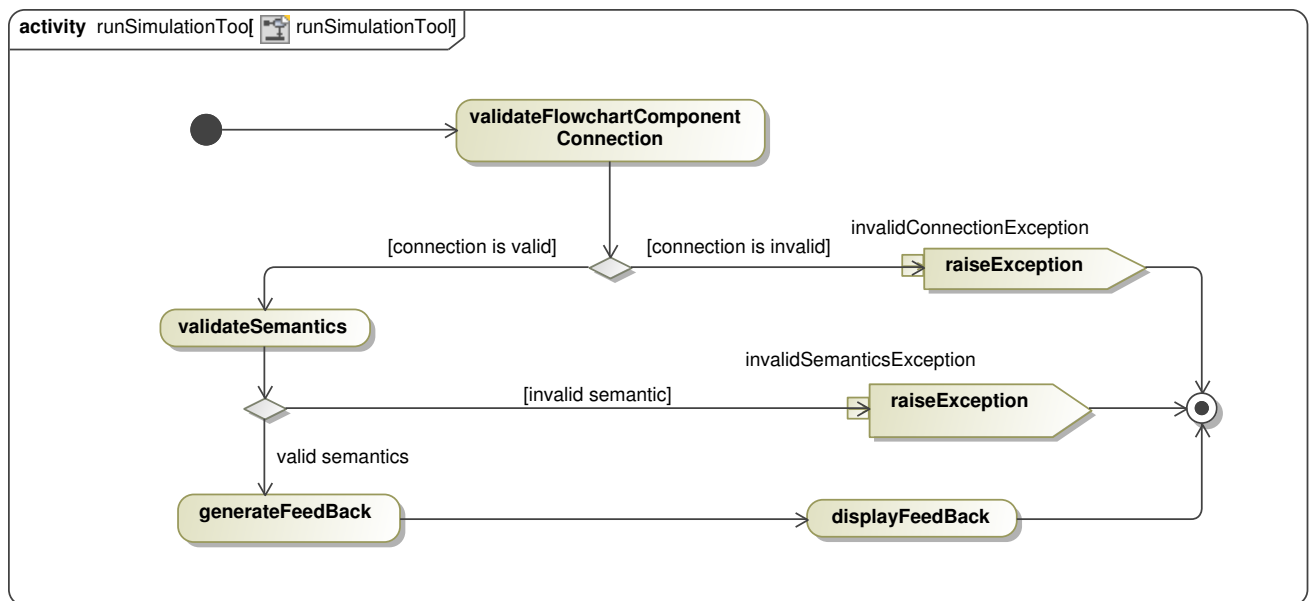 activity runSimulationTool[ runSimulationTool]
validateFlowchartComponent
Connection
invalidConnectionException
[connection is valid]
[connection is invalid]
raiseException
validateSemantics
invalidSemanticsException
[invalid semantic]
raiseException
valid semantics
generateFeedBack
displayFeedBack